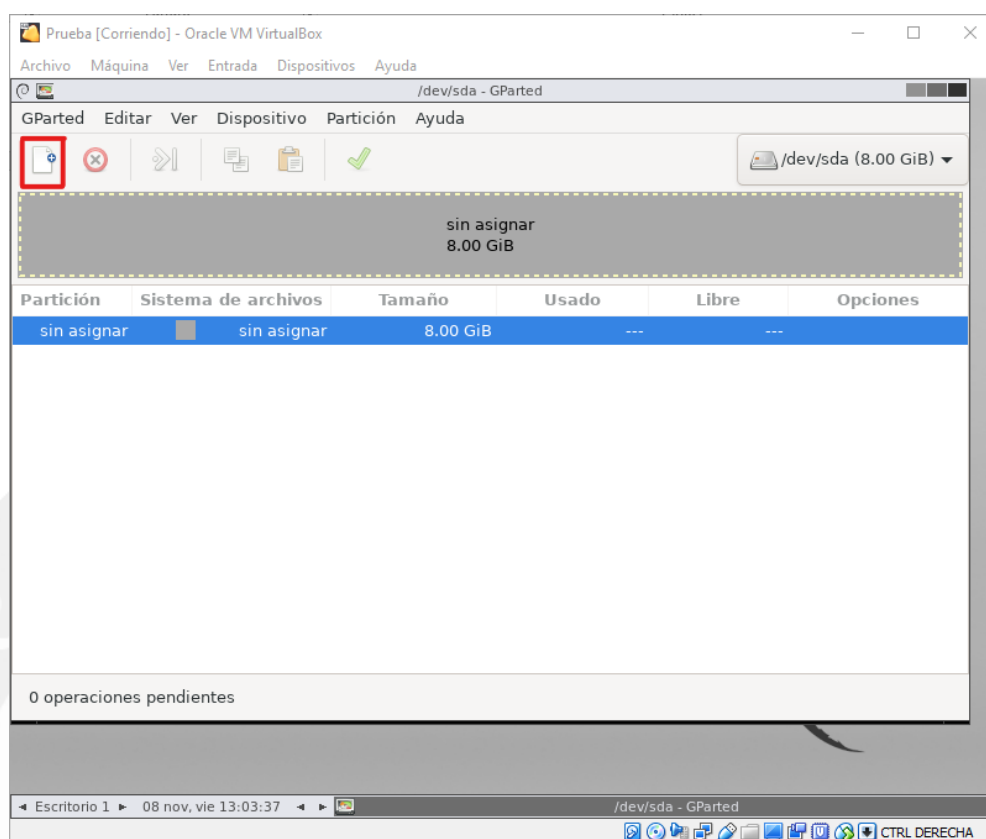 Prueba [Corriendo] - Oracle VM VirtualBox
Archivo Máquina Ver Entrada Dispositivos Ayuda
/dev/sda - GParted
GParted Editar Ver Dispositivo Partición Ayuda
/dev/sda (8.00 GiB)
sin asignar
8.00 GiB
Partición Sistema de archivos Tamaño Usado Libre Opciones
sin asignar sin asignar 8.00 GiB --- ---
0 operaciones pendientes
Escritorio 1 08 nov, vie 13:03:37 /dev/sda - GParted
CTRL DERECHA